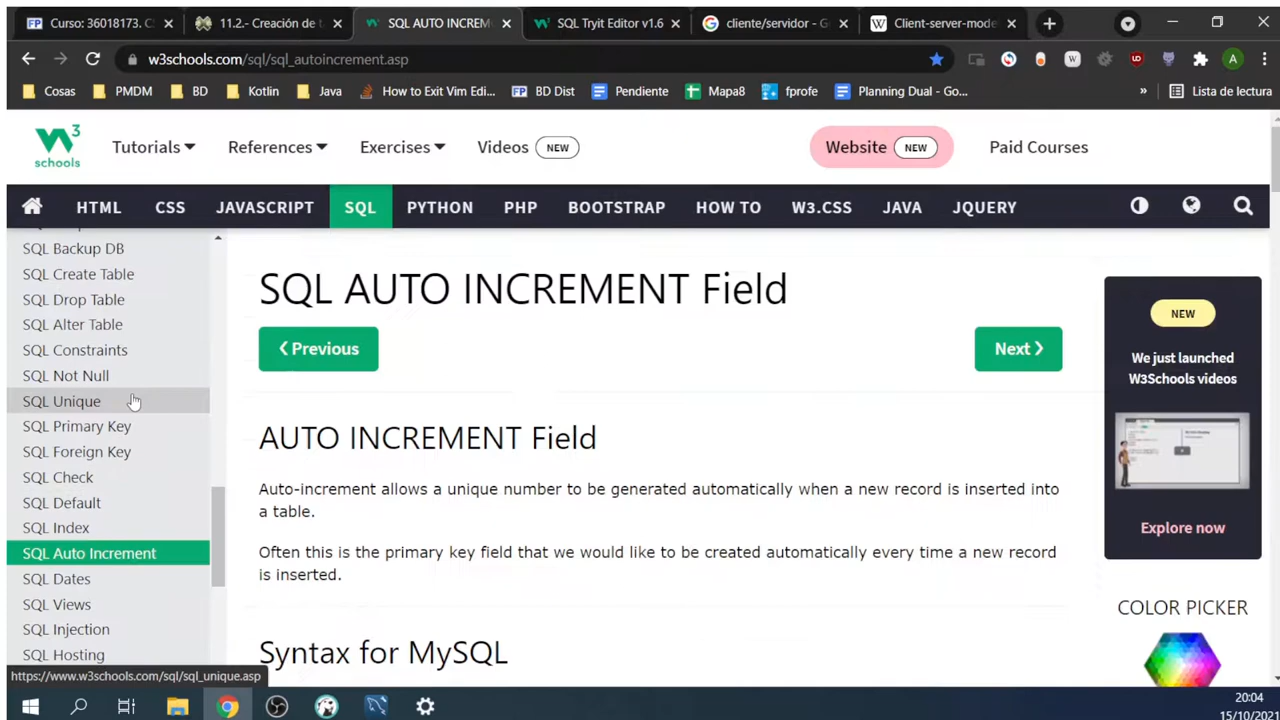 Curso: 36018173. C
11.2.- Creación de t
SQL AUTO INCREM
SQL Tryit Editor v1.6
cliente/servidor - G
Client-server-mode
w3schools.com/sql/sql_autoincrement.asp
Cosas
PMDM
BD
Kotlin
Java
How to Exit Vim Edi...
BD Dist
Pendiente
Mapa8
fprofe
Planning Dual - Go...
»
Lista de lectura
W3 schools
Tutorials
References
Exercises
Videos
NEW
Website
NEW
Paid Courses
HTML
CSS
JAVASCRIPT
SQL
PYTHON
PHP
BOOTSTRAP
HOW TO
W3.CSS
JAVA
JQUERY
SQL Backup DB
SQL Create Table
SQL Drop Table
SQL Alter Table
SQL Constraints
SQL Not Null
SQL Unique
SQL Primary Key
SQL Foreign Key
SQL Check
SQL Default
SQL Index
SQL Auto Increment
SQL Dates
SQL Views
SQL Injection
SQL Hosting
https://www.w3schools.com/sql/sql_unique.asp
SQL AUTO INCREMENT Field
❮Previous
Next❯
AUTO INCREMENT Field
Auto-increment allows a unique number to be generated automatically when a new record is inserted into
a table.
Often this is the primary key field that we would like to be created automatically every time a new record
is inserted.
Syntax for MySQL
NEW
We just launched
W3Schools videos
Explore now
COLOR PICKER
20:04
15/10/2021